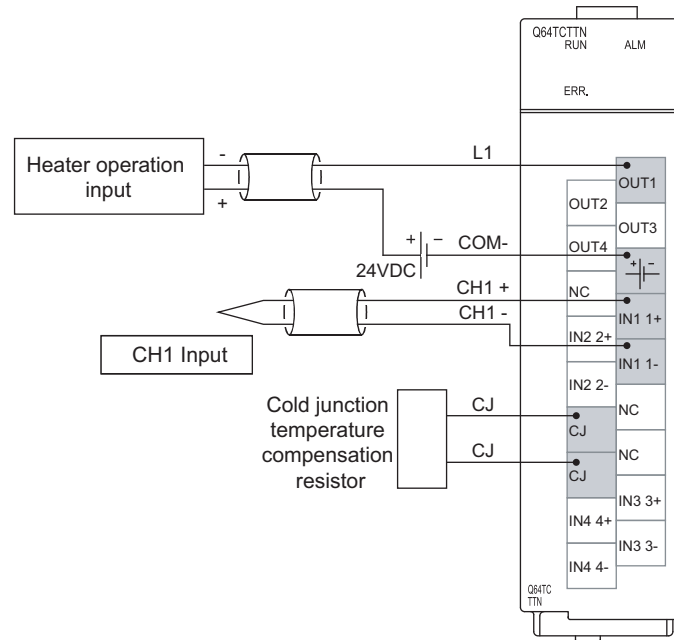 Q64TCTTN
RUN ALM
ERR.
Heater operation
input
-
+
L1
+ −
24VDC
COM-
CH1 +
CH1 -
CH1 Input
Cold junction
temperature
compensation
resistor
CJ
CJ
OUT1
OUT2
OUT3
OUT4
+ −
NC
IN1 1+
IN2 2+
IN1 1-
IN2 2-
NC
CJ
NC
CJ
IN3 3+
IN4 4+
IN3 3-
IN4 4-
Q64TC
TTN